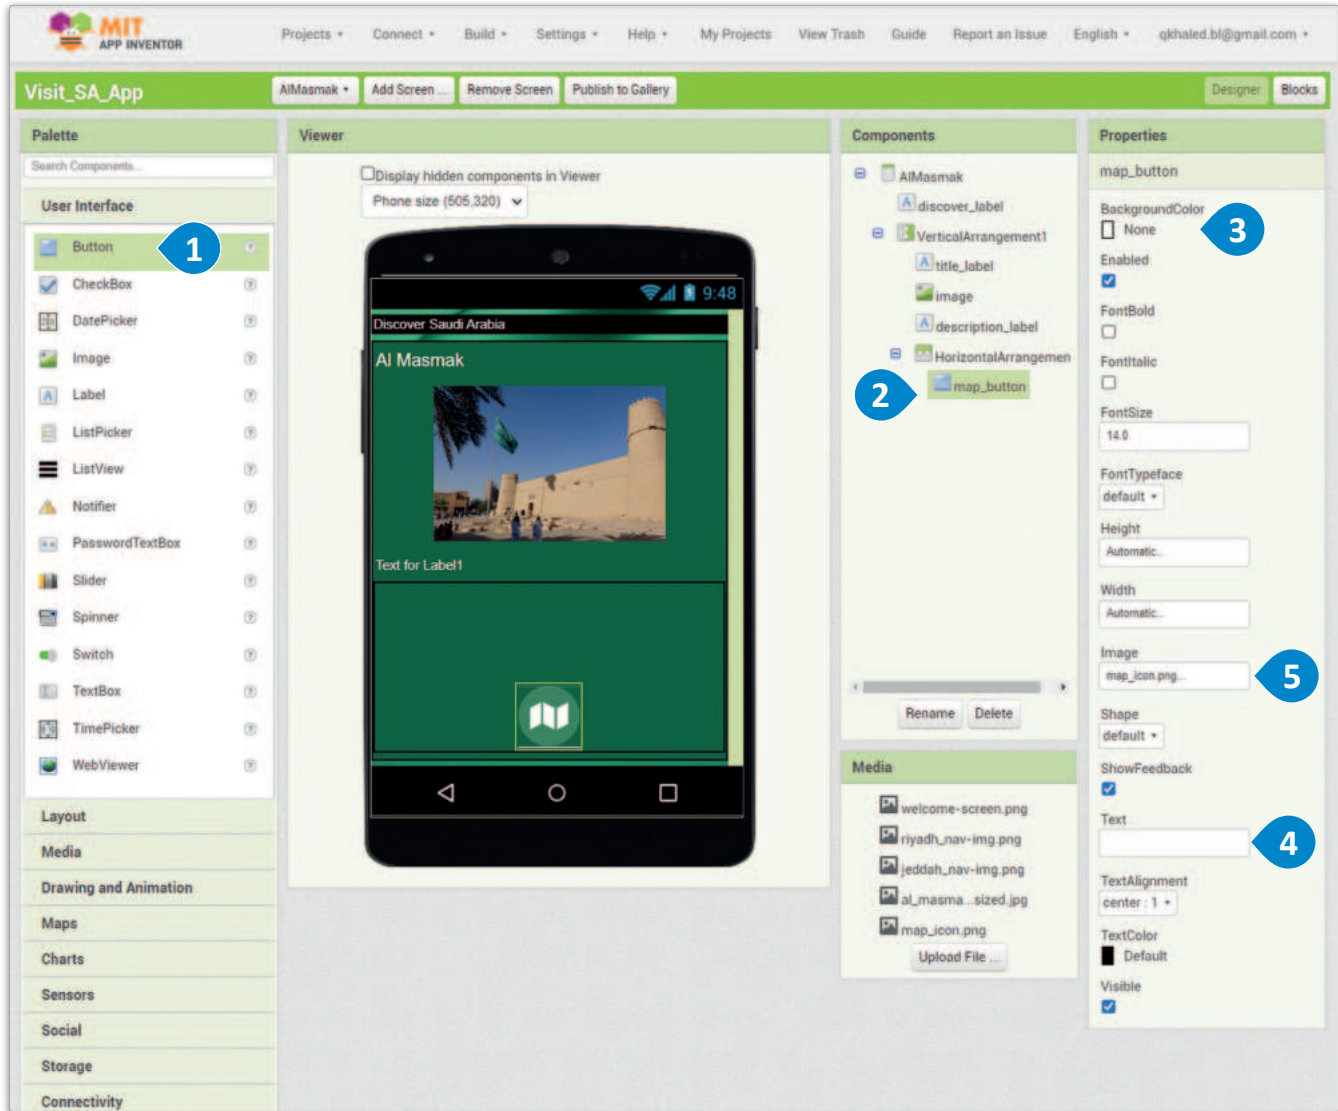 MIT
APP INVENTOR
Projects
Connect
Build
Settings
Help
My Projects
View Trash
Guide
Report an Issue
English
qkhaled.bl@gmail.com
Visit_SA_App
AlMasmak
Add Screen ...
Remove Screen
Publish to Gallery
Designer
Blocks
Palette
Search Components...
User Interface
Button
1
CheckBox
DatePicker
Image
Label
ListPicker
ListView
Notifier
PasswordTextBox
Slider
Spinner
Switch
TextBox
TimePicker
WebViewer
Layout
Media
Drawing and Animation
Maps
Charts
Sensors
Social
Storage
Connectivity
Viewer
Display hidden components in Viewer
Phone size (505,320)
9:48
Discover Saudi Arabia
Al Masmak
Text for Label1
Components
AlMasmak
discover_label
VerticalArrangement1
title_label
image
description_label
HorizontalArrangemen
2
map_button
Rename
Delete
Media
welcome-screen.png
riyadh_nav-img.png
jeddah_nav-img.png
al_masma...sized.jpg
map_icon.png
Upload File ...
Properties
map_button
BackgroundColor
None
3
Enabled
FontBold
FontItalic
FontSize
14.0
FontTypeface
default
Height
Automatic...
Width
Automatic...
Image
map_icon.png...
5
Shape
default
ShowFeedback
Text
4
TextAlignment
center : 1
TextColor
Default
Visible